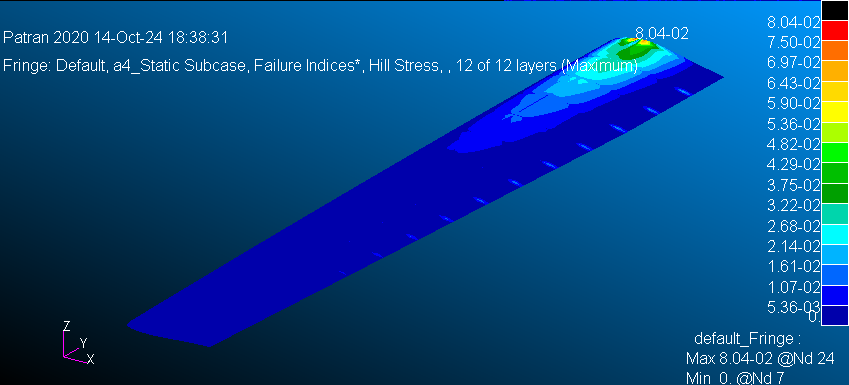 8.04-02
Patran 2020 14-Oct-24 18:38:31
Fringe: Default, a4_Static Subcase, Failure Indices*, Hill Stress, , 12 of 12 layers (Maximum)
8.04-02
7.50-02
6.97-02
6.43-02
5.90-02
5.36-02
4.82-02
4.29-02
3.75-02
3.22-02
2.68-02
2.14-02
1.61-02
1.07-02
5.36-03
0.
Z
Y
X
default_Fringe :
Max 8.04-02 @Nd 24
Min 0. @Nd 7